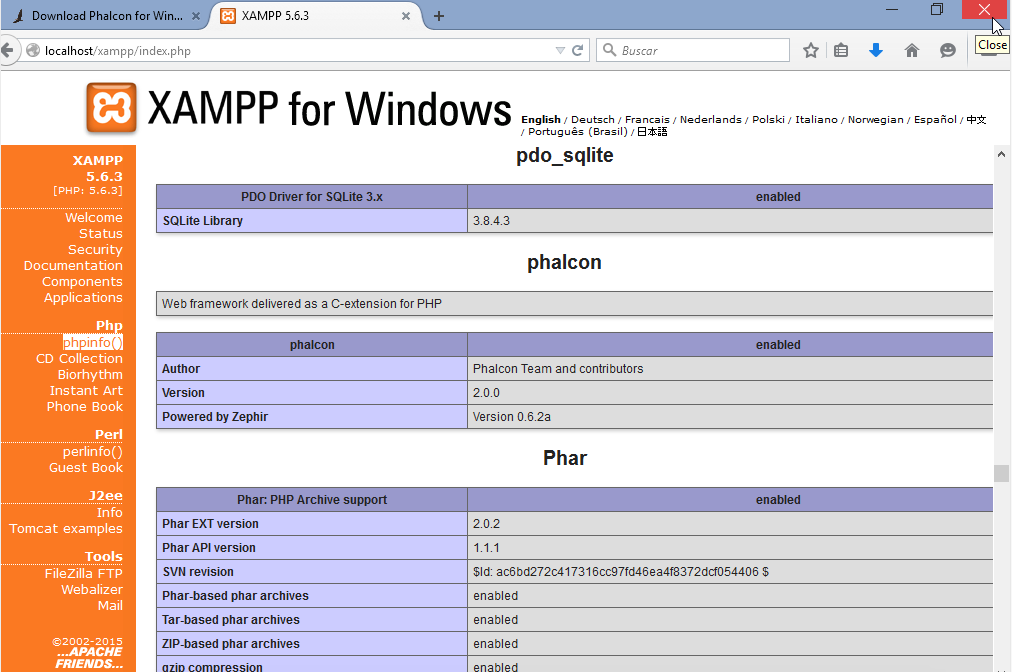 Download Phalcon for Win...
XAMPP 5.6.3
localhost/xampp/index.php
Buscar
Close
XAMPP for Windows
English / Deutsch / Francais / Nederlands / Polski / Italiano / Norwegian / Español / 中文
/ Português (Brasil) / 日本語
XAMPP
5.6.3
[PHP: 5.6.3]
Welcome
Status
Security
Documentation
Components
Applications
Php
phpinfo()
CD Collection
Biorhythm
Instant Art
Phone Book
Perl
perlinfo()
Guest Book
J2ee
Info
Tomcat examples
Tools
FileZilla FTP
Webalizer
Mail
©2002-2015
...APACHE
FRIENDS...
pdo_sqlite
PDO Driver for SQLite 3.x enabled
SQLite Library 3.8.4.3
phalcon
Web framework delivered as a C-extension for PHP
phalcon enabled
Author Phalcon Team and contributors
Version 2.0.0
Powered by Zephir Version 0.6.2a
Phar
Phar: PHP Archive support enabled
Phar EXT version 2.0.2
Phar API version 1.1.1
SVN revision $Id: ac6bd272c417316cc97fd46ea4f8372dcf054406 $
Phar-based phar archives enabled
Tar-based phar archives enabled
ZIP-based phar archives enabled
gzip compression enabled